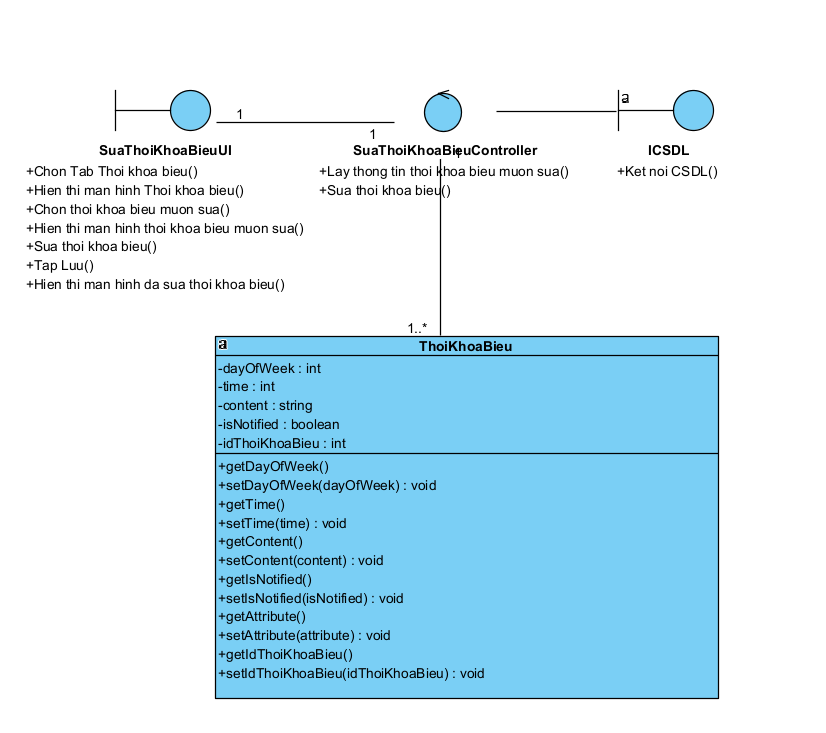 1
1
a
SuaThoiKhoaBieuUI
+Chon Tab Thoi khoa bieu()
+Hien thi man hinh Thoi khoa bieu()
+Chon thoi khoa bieu muon sua()
+Hien thi man hinh thoi khoa bieu muon sua()
+Sua thoi khoa bieu()
+Tap Luu()
+Hien thi man hinh da sua thoi khoa bieu()
SuaThoiKhoaBieuController
+Lay thong tin thoi khoa bieu muon sua()
+Sua thoi khoa bieu()
ICSDL
+Ket noi CSDL()
1..*
a
ThoiKhoaBieu
-dayOfWeek : int
-time : int
-content : string
-isNotified : boolean
-idThoiKhoaBieu : int
+getDayOfWeek()
+setDayOfWeek(dayOfWeek) : void
+getTime()
+setTime(time) : void
+getContent()
+setContent(content) : void
+getIsNotified()
+setIsNotified(isNotified) : void
+getAttribute()
+setAttribute(attribute) : void
+getIdThoiKhoaBieu()
+setIdThoiKhoaBieu(idThoiKhoaBieu) : void